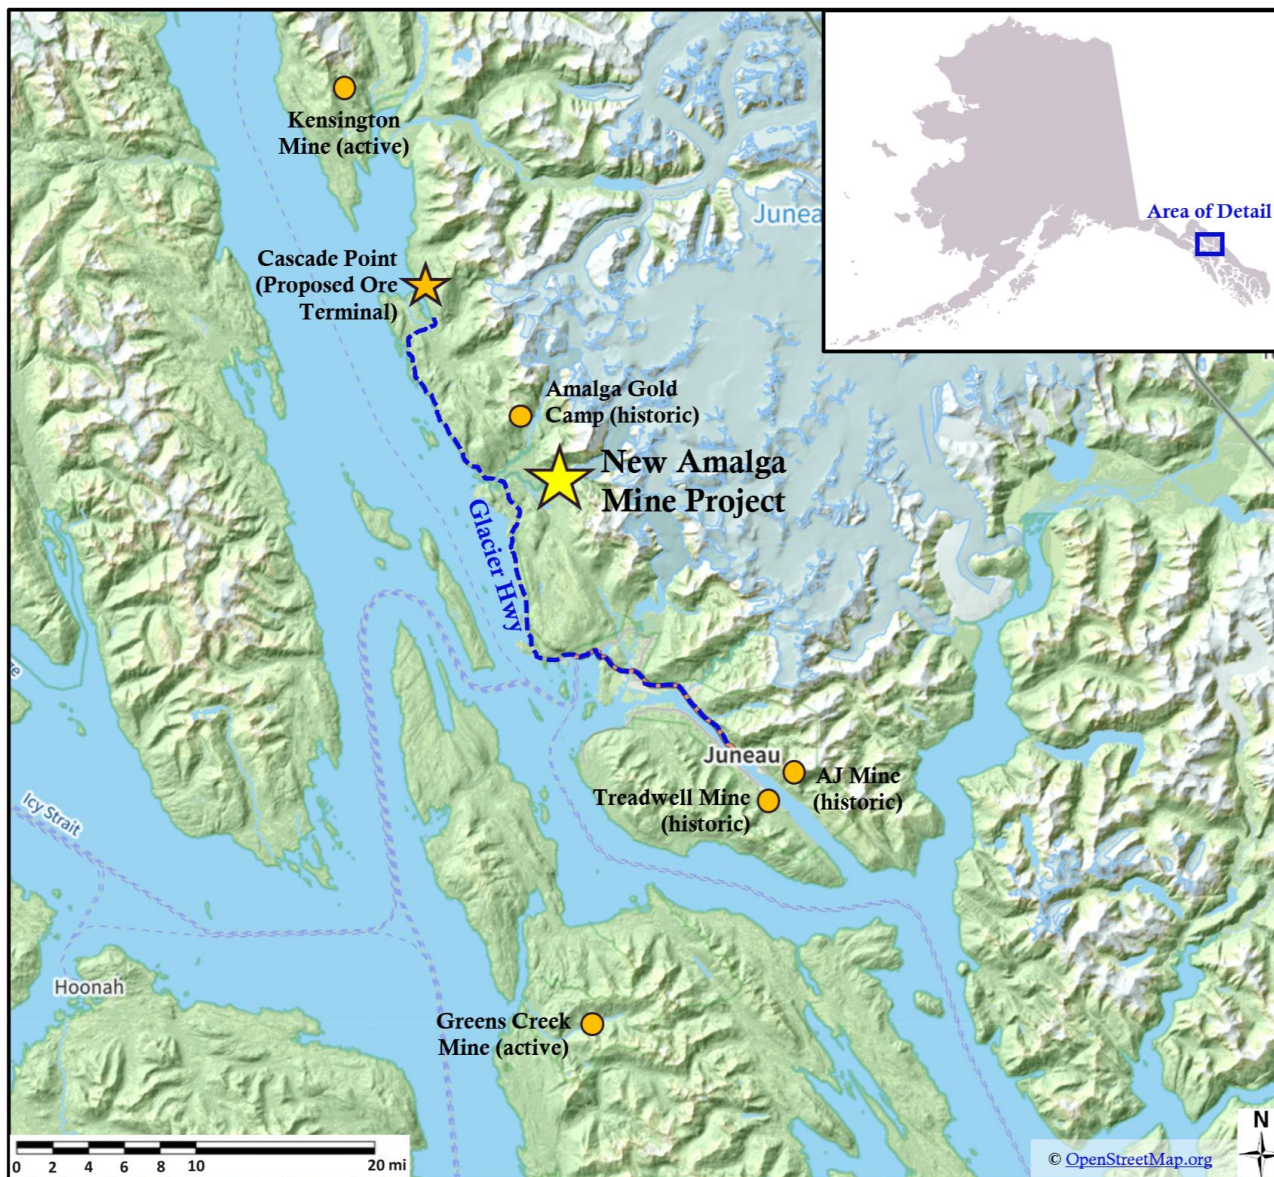 Kensington
Mine (active)
Junea
Area of Detail
Cascade Point
(Proposed Ore
Terminal)
Amalga Gold
Camp (historic)
New Amalga
Mine Project
Glacier Hwy
Juneau
AJ Mine
(historic)
Treadwell Mine
(historic)
Icy Strait
Hoonah
Greens Creek
Mine (active)
0 2 4 6 8 10 20 mi
© OpenStreetMap.org
N